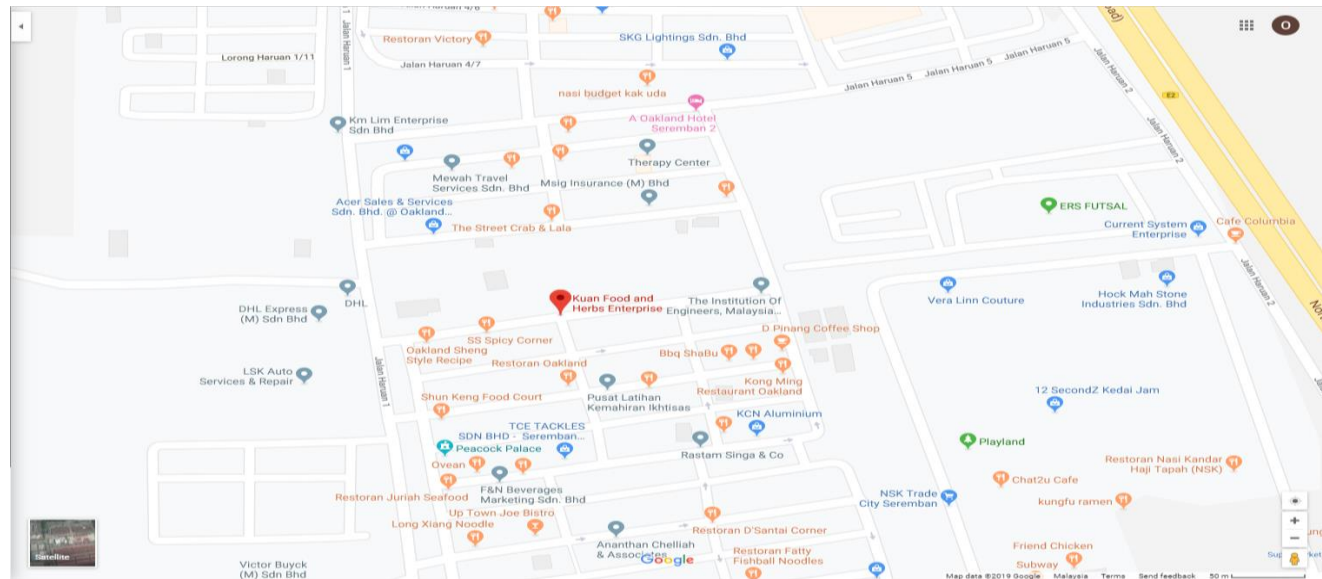 Jalan Haruan 4/6
Jalan Haruan 1
Restoran Victory
SKG Lightings Sdn. Bhd
Lorong Haruan 1/11
Jalan Haruan 4/7
Jalan Haruan 5
Jalan Haruan 5
Jalan Haruan 5
Jalan Haruan 2
nasi budget kak uda
E2
A Oakland Hotel
Seremban 2
Km Lim Enterprise
Sdn Bhd
Jalan Haruan 2
Therapy Center
Mewah Travel
Services Sdn. Bhd
Msig Insurance (M) Bhd
Acer Sales & Services
Sdn. Bhd. @ Oakland...
ERS FUTSAL
The Street Crab & Lala
Current System
Enterprise
Cafe Columbia
Jalan Haruan 2
DHL
DHL Express
(M) Sdn Bhd
Kuan Food and
Herbs Enterprise
The Institution Of
Engineers, Malaysia...
Vera Linn Couture
Hock Mah Stone
Industries Sdn. Bhd
D Pinang Coffee Shop
SS Spicy Corner
Oakland Sheng
Style Recipe
Restoran Oakland
Bbq ShaBu
LSK Auto
Services & Repair
Jalan Haruan 1
Kong Ming
Restaurant Oakland
Shun Keng Food Court
Pusat Latihan
Kemahiran Ikhtisas
12 SecondZ Kedai Jam
KCN Aluminium
TCE TACKLES
SDN BHD - Seremban...
Peacock Palace
Playland
Rastam Singa & Co
Ovean
Restoran Nasi Kandar
Haji Tapah (NSK)
Chat2u Cafe
F&N Beverages
Marketing Sdn. Bhd
Restoran Juriah Seafood
NSK Trade
City Seremban
kungfu ramen
Up Town Joe Bistro
Long Xiang Noodle
Restoran D'Santai Corner
Ananthan Chelliah
& Associates
Google
Restoran Fatty
Fishball Noodles
Friend Chicken
Subway
Satellite
Victor Buyck
(M) Sdn Bhd
Map data ©2019 Google Malaysia Terms Send feedback 50 m